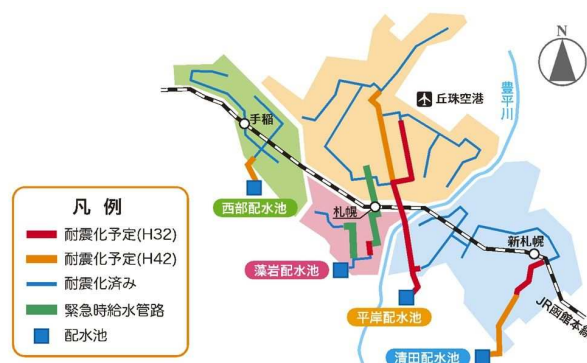 N
丘珠空港
豊平川
手稲
西部配水池
札幌
新札幌
藻岩配水池
平岸配水池
清田配水池
JR函館本線
凡例
耐震化予定(H32)
耐震化予定(H42)
耐震化済み
緊急時給水管路
配水池